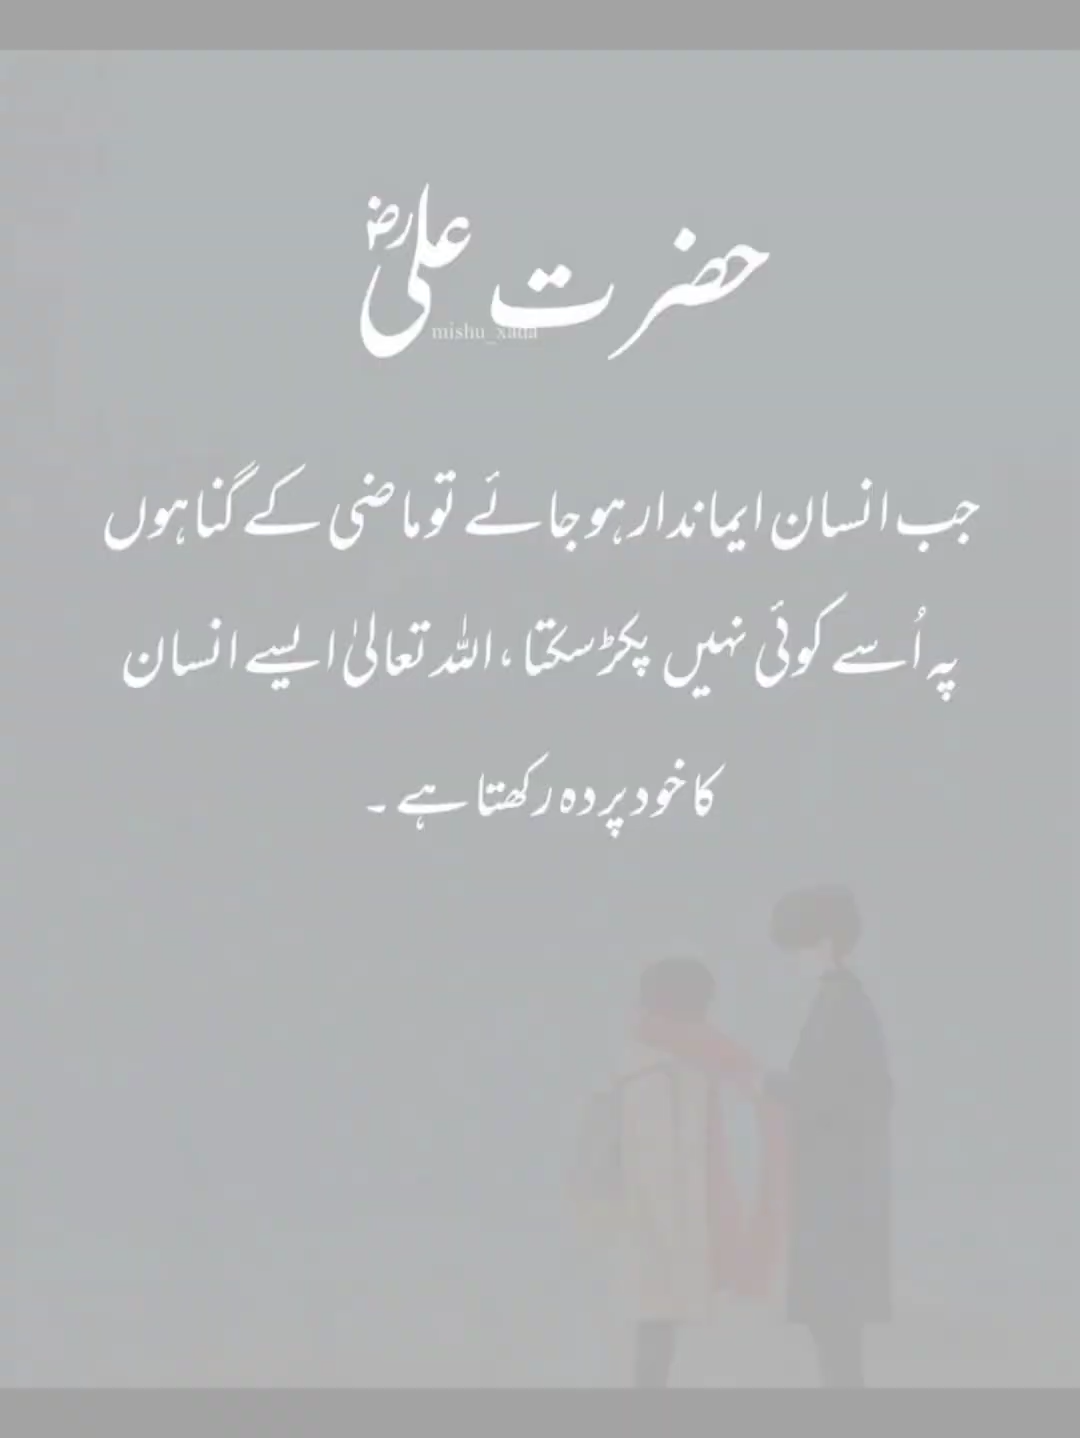 حضرت علیؓ
mishu_xada
جب انسان ایماندار ہو جائے تو ماضی کے گناہوں
پہ اُسے کوئی نہیں پکڑ سکتا، اللہ تعالیٰ ایسے انسان
کا خود پردہ رکھتا ہے۔